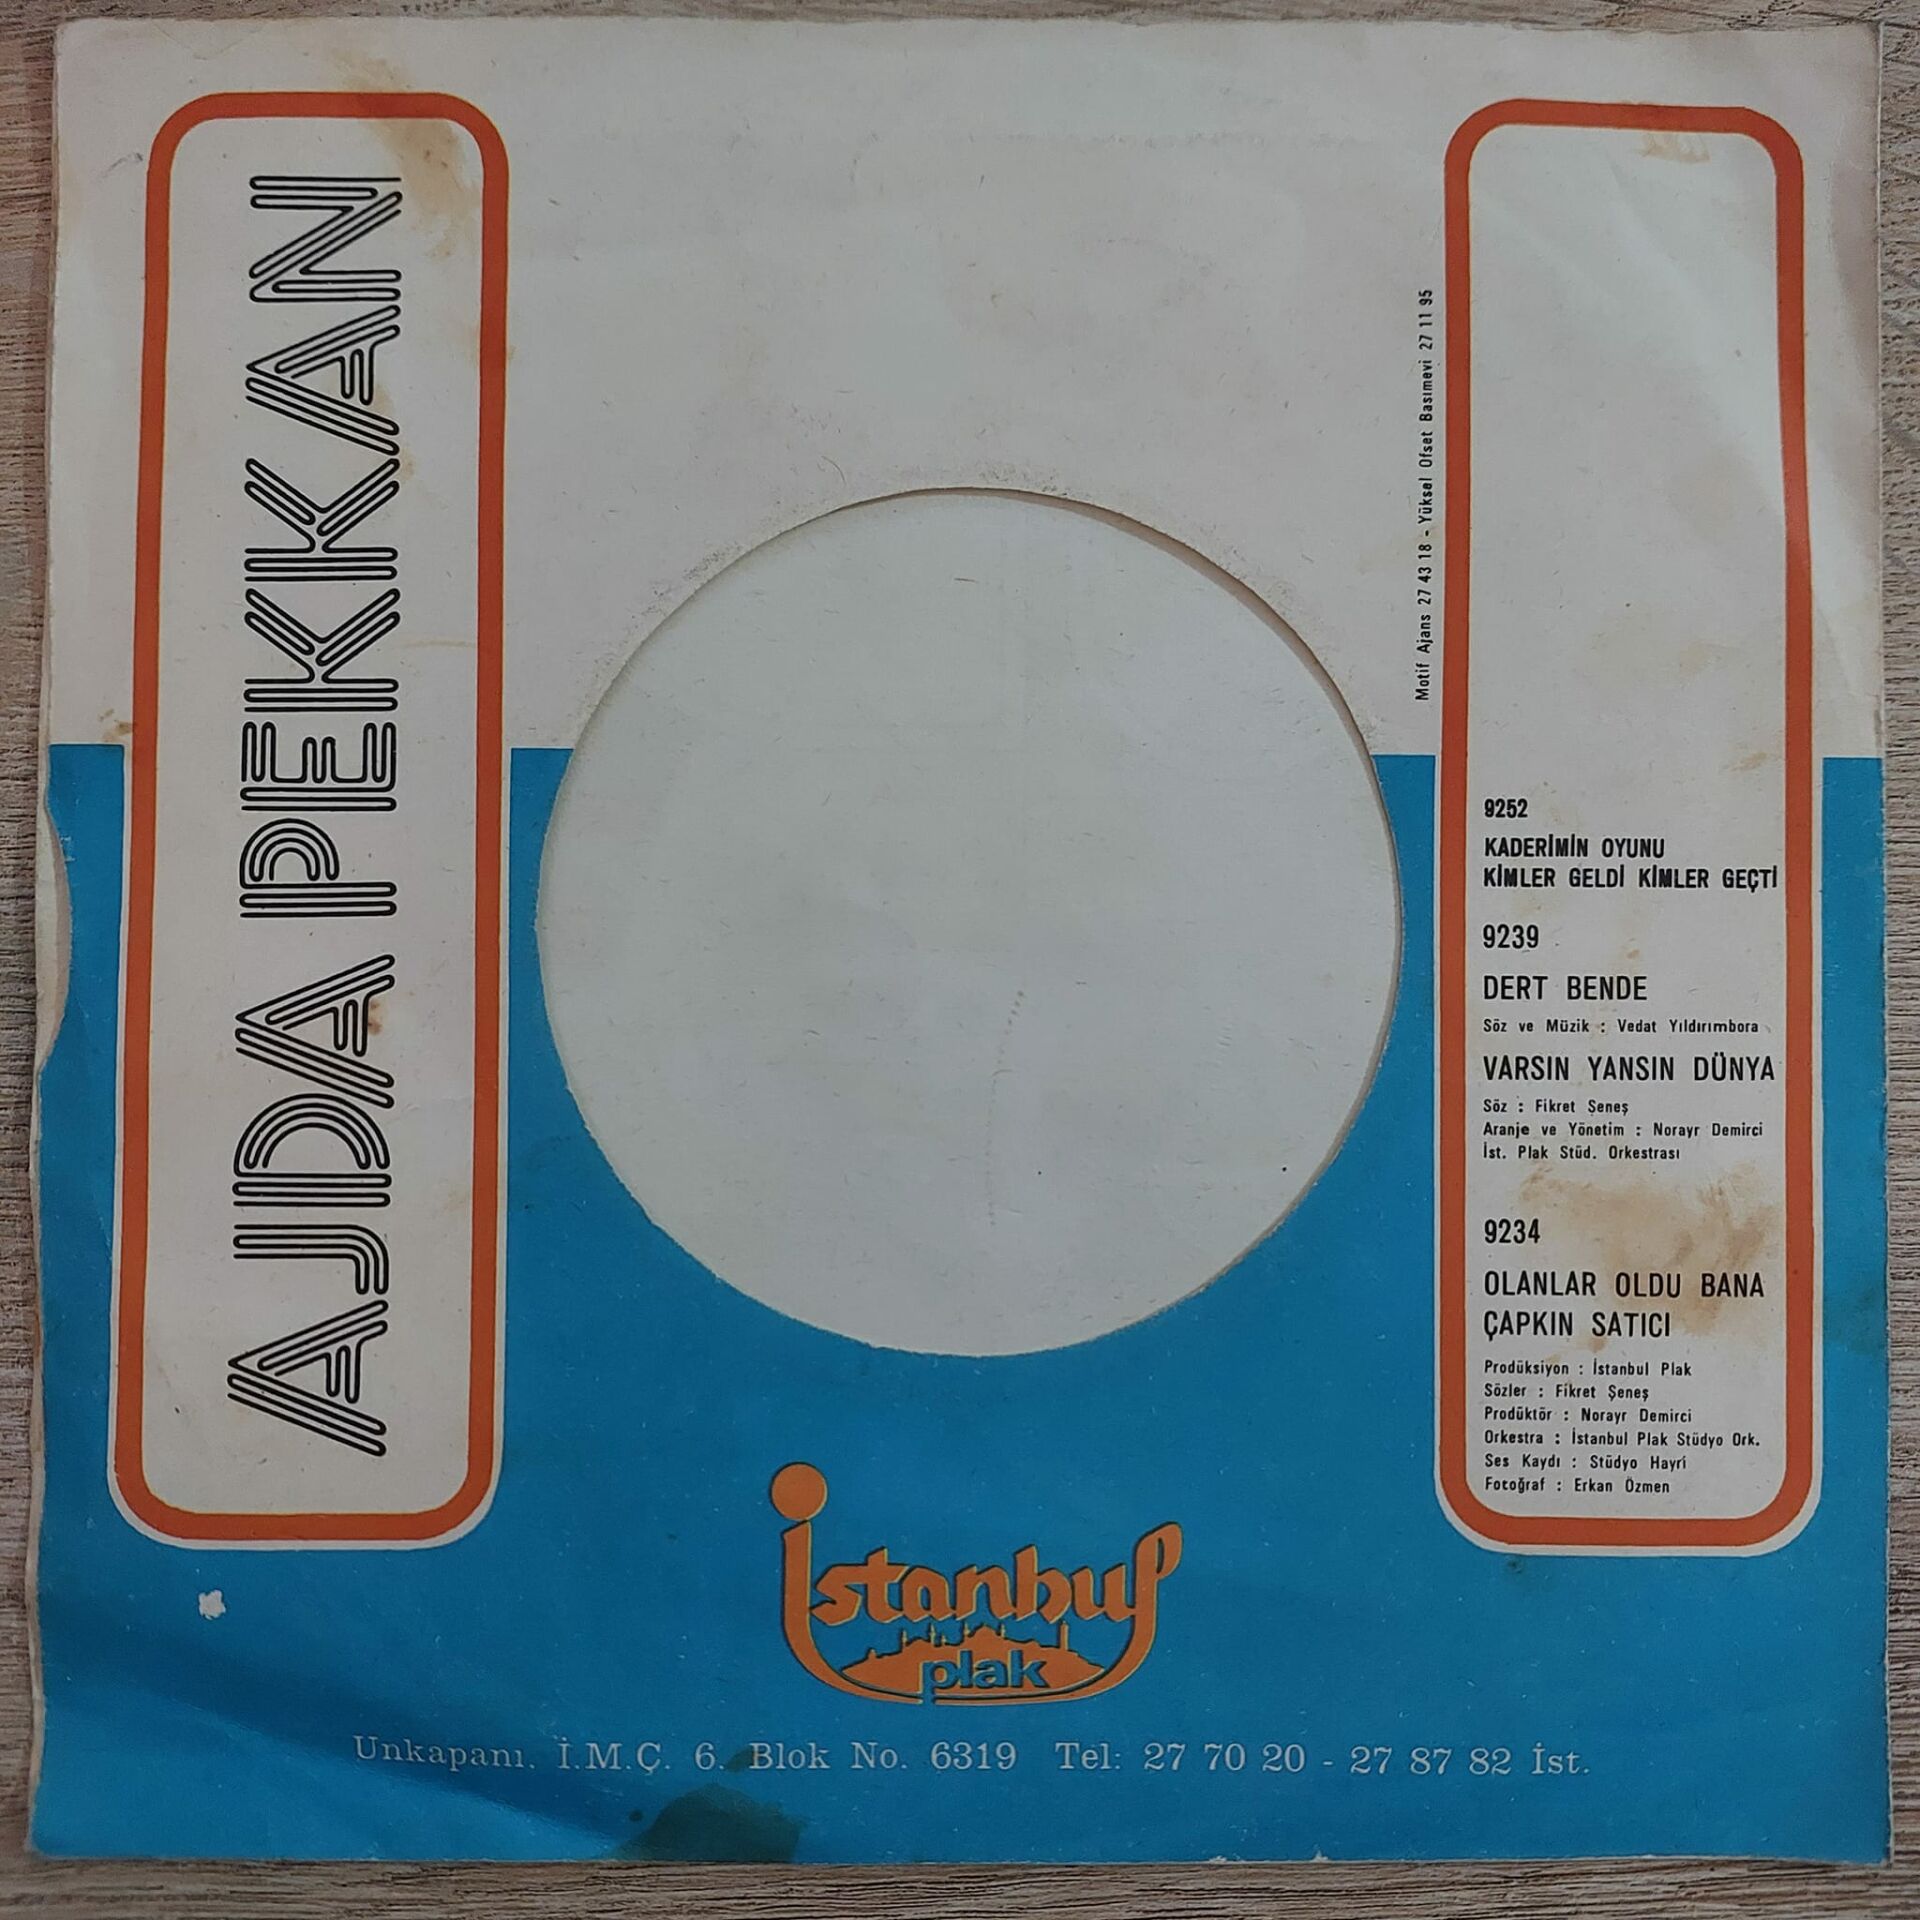 AJDA PEKKAN
Motif Ajans 27 43 18 - Yüksel Ofset Basımevi 27 11 95
9252
KADERİMİN OYUNU
KİMLER GELDİ KİMLER GEÇTİ
9239
DERT BENDE
Söz ve Müzik : Vedat Yıldırımbora
VARSIN YANSIN DÜNYA
Söz : Fikret Şeneş
Aranje ve Yönetim : Norayr Demirci
İst. Plak Stüd. Orkestrası
9234
OLANLAR OLDU BANA
ÇAPKIN SATICI
Prodüksiyon : İstanbul Plak
Sözler : Fikret Şeneş
Prodüktör : Norayr Demirci
Orkestra : İstanbul Plak Stüdyo Ork.
Ses Kaydı : Stüdyo Hayri
Fotoğraf : Erkan Özmen
İstanbul
plak
Unkapanı. İ.M.Ç. 6. Blok No. 6319 Tel: 27 70 20 - 27 87 82 İst.